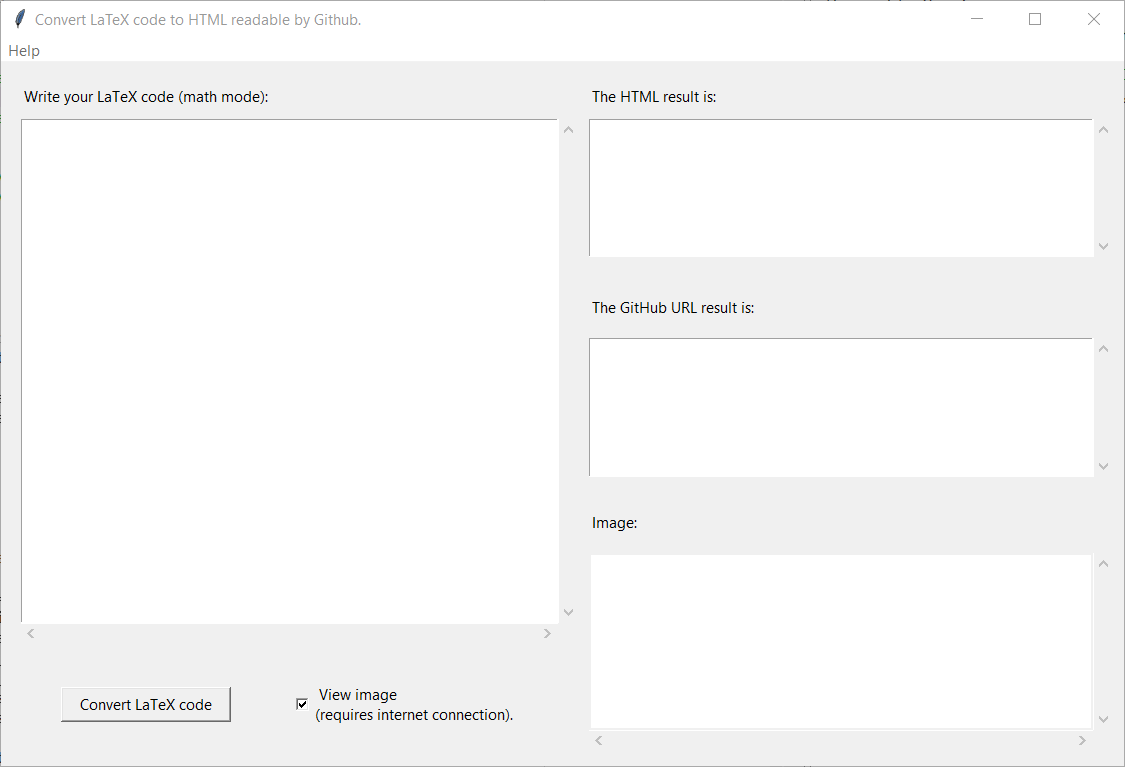 Convert LaTeX code to HTML readable by Github.
Help
Write your LaTeX code (math mode):
The HTML result is:
The GitHub URL result is:
Image:
Convert LaTeX code
View image
(requires internet connection).